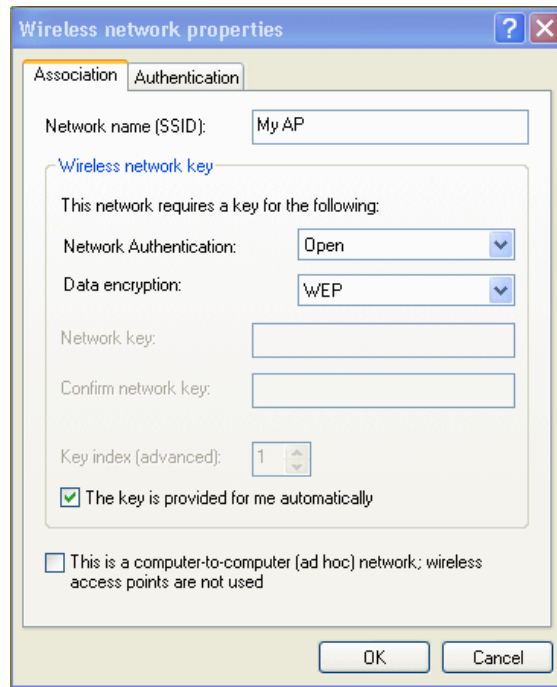 Wireless network properties
Association
Authentication
Network name (SSID):
My AP
Wireless network key
This network requires a key for the following:
Network Authentication:
Open
Data encryption:
WEP
Network key:
Confirm network key:
Key index (advanced):
1
The key is provided for me automatically
This is a computer-to-computer (ad hoc) network; wireless
access points are not used
OK
Cancel